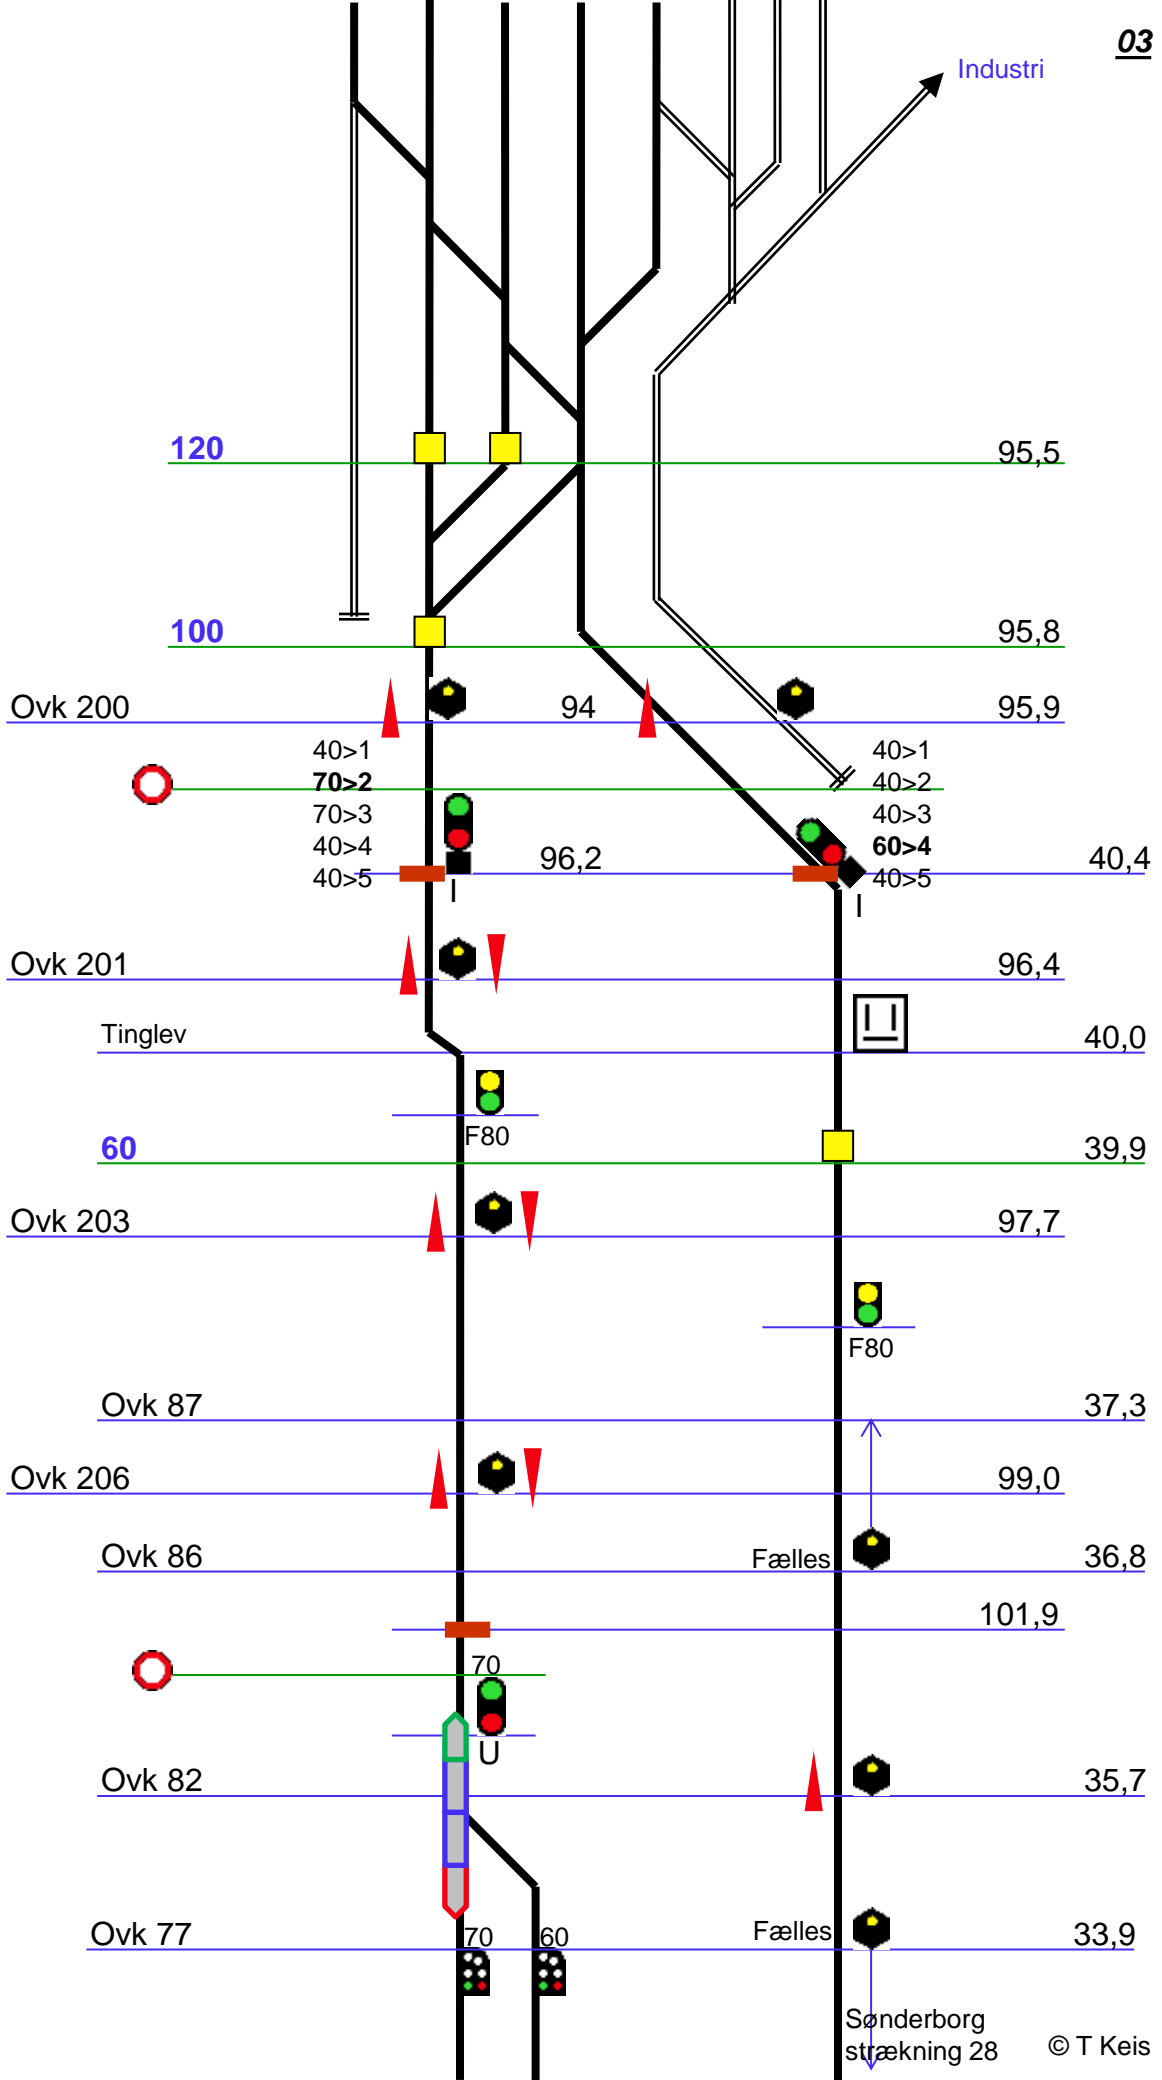 03
Industri
120 95,5
100 95,8
Ovk 200 94 95,9
40>1 40>1
70>2 40>2
70>3 40>3
40>4 60>4
40>5 96,2 40>5 40,4
I I
Ovk 201 96,4
Tinglev 40,0
F80
60 39,9
Ovk 203 97,7
F80
Ovk 87 37,3
Ovk 206 99,0
Ovk 86 Fælles 36,8
101,9
70
U
Ovk 82 35,7
Ovk 77 70 60 Fælles 33,9
Sønderborg
strækning 28 © T Keis